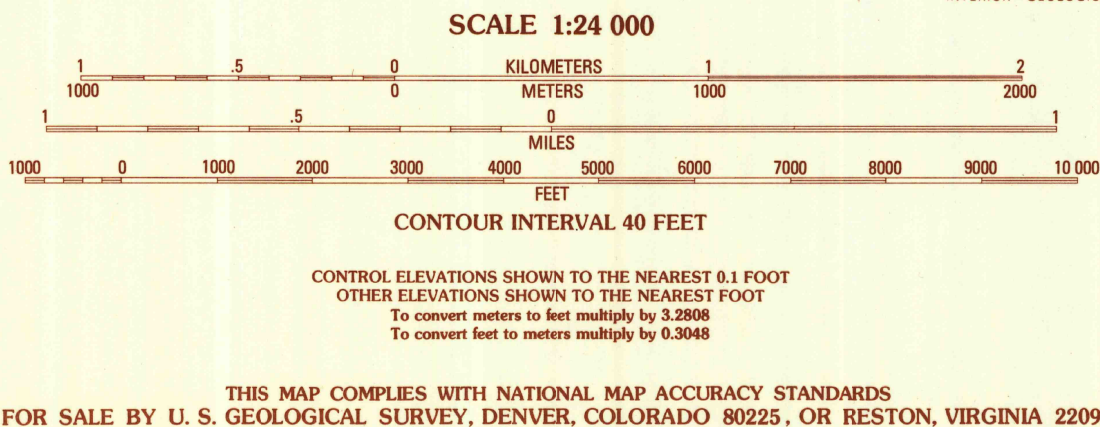 SCALE 1:24 000
1 .5 0 KILOMETERS 1 2
1000 0 METERS 1000 2000
1 .5 0 1
MILES
1000 0 1000 2000 3000 4000 5000 6000 7000 8000 9000 10 000
FEET
CONTOUR INTERVAL 40 FEET
CONTROL ELEVATIONS SHOWN TO THE NEAREST 0.1 FOOT
OTHER ELEVATIONS SHOWN TO THE NEAREST FOOT
To convert meters to feet multiply by 3.2808
To convert feet to meters multiply by 0.3048
THIS MAP COMPLIES WITH NATIONAL MAP ACCURACY STANDARDS
FOR SALE BY U. S. GEOLOGICAL SURVEY, DENVER, COLORADO 80225, OR RESTON, VIRGINIA 2209